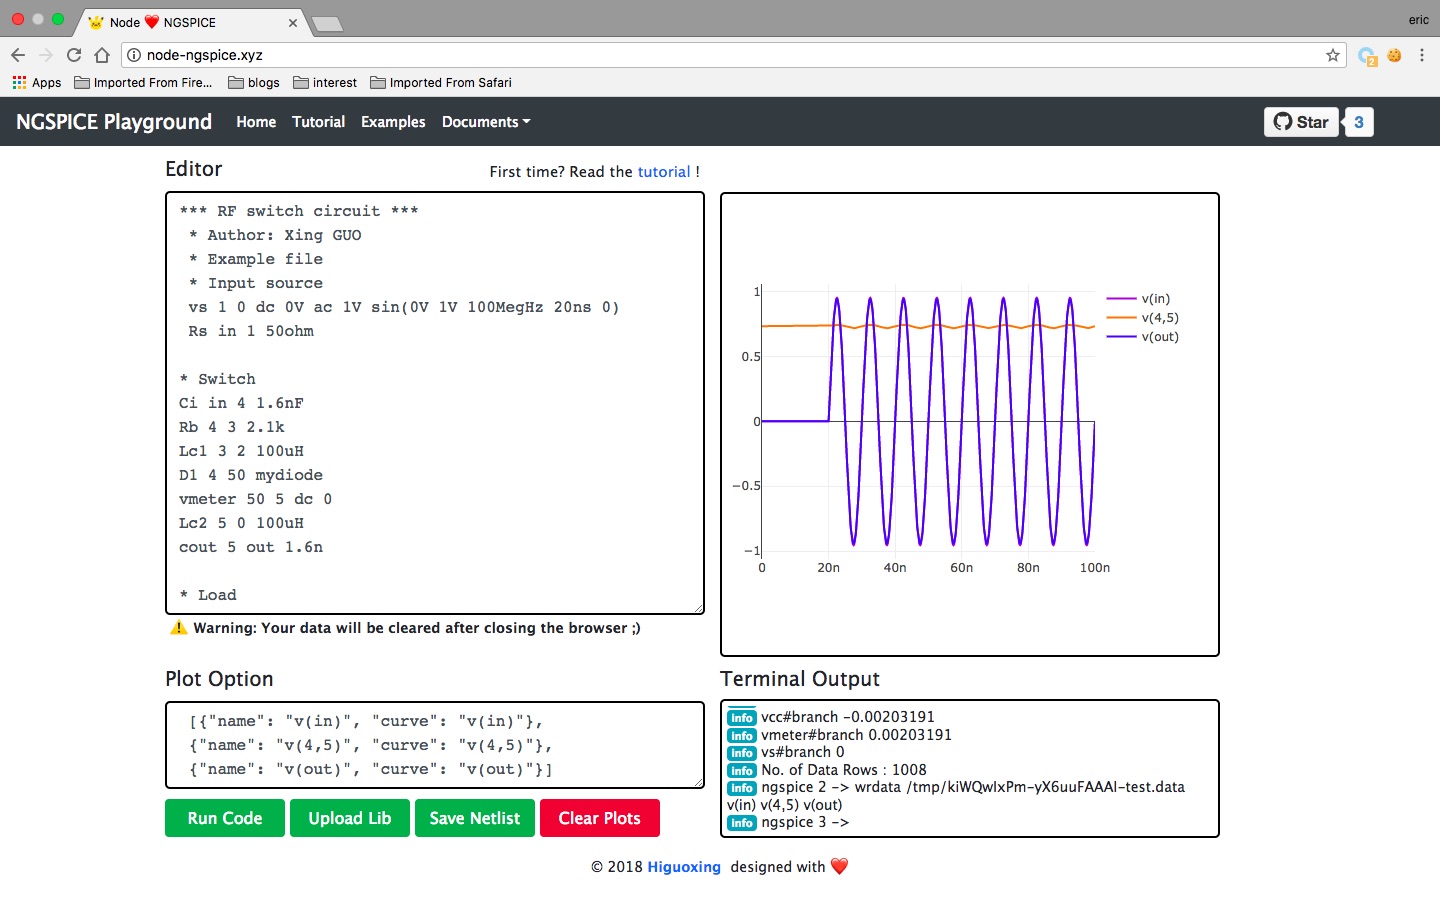 Node ❤️ NGSPICE
eric
node-ngspice.xyz
2
Apps Imported From Fire... blogs interest Imported From Safari
NGSPICE Playground Home Tutorial Examples Documents Star 3
Editor First time? Read the tutorial !
*** RF switch circuit ***
* Author: Xing GUO
* Example file
* Input source
vs 1 0 dc 0V ac 1V sin(0V 1V 100MegHz 20ns 0)
Rs in 1 50ohm
* Switch
Ci in 4 1.6nF
Rb 4 3 2.1k
Lc1 3 2 100uH
D1 4 50 mydiode
vmeter 50 5 dc 0
Lc2 5 0 100uH
cout 5 out 1.6n
* Load
⚠️ Warning: Your data will be cleared after closing the browser ;)
1
0.5
0
−0.5
−1
0 20n 40n 60n 80n 100n
v(in)
v(4,5)
v(out)
Plot Option
[{"name": "v(in)", "curve": "v(in)"},
{"name": "v(4,5)", "curve": "v(4,5)"},
{"name": "v(out)", "curve": "v(out)"}]
Run Code Upload Lib Save Netlist Clear Plots
Terminal Output
Info vcc#branch -0.00203191
Info vmeter#branch 0.00203191
Info vs#branch 0
Info No. of Data Rows : 1008
Info ngspice 2 -> wrdata /tmp/kiWQwIxPm-yX6uuFAAAI-test.data
v(in) v(4,5) v(out)
Info ngspice 3 ->
© 2018 Higuoxing designed with ❤️